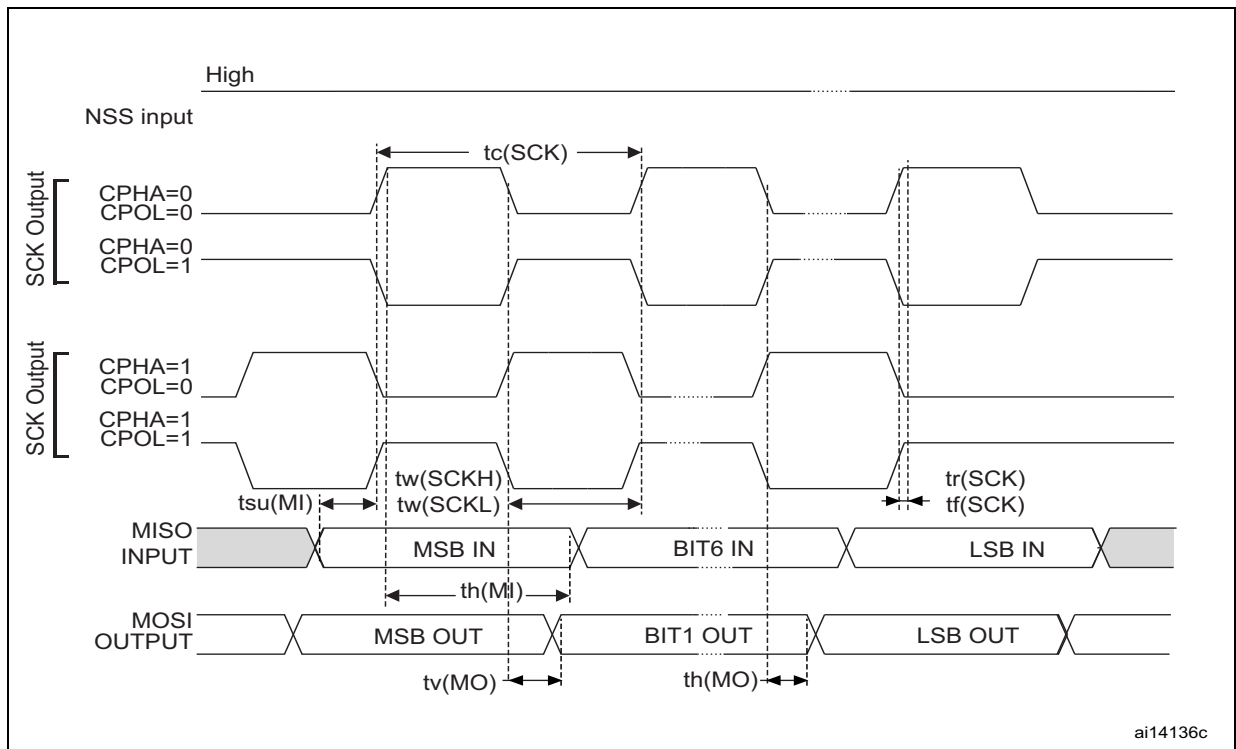 High
NSS input
tc(SCK)
SCK Output
CPHA=0
CPOL=0
CPHA=0
CPOL=1
SCK Output
CPHA=1
CPOL=0
CPHA=1
CPOL=1
tw(SCKH)
tw(SCKL)
tr(SCK)
tf(SCK)
tsu(MI)
MISO
INPUT
MSB IN
BIT6 IN
LSB IN
th(MI)
MOSI
OUTPUT
MSB OUT
BIT1 OUT
LSB OUT
tv(MO)
th(MO)
ai14136c